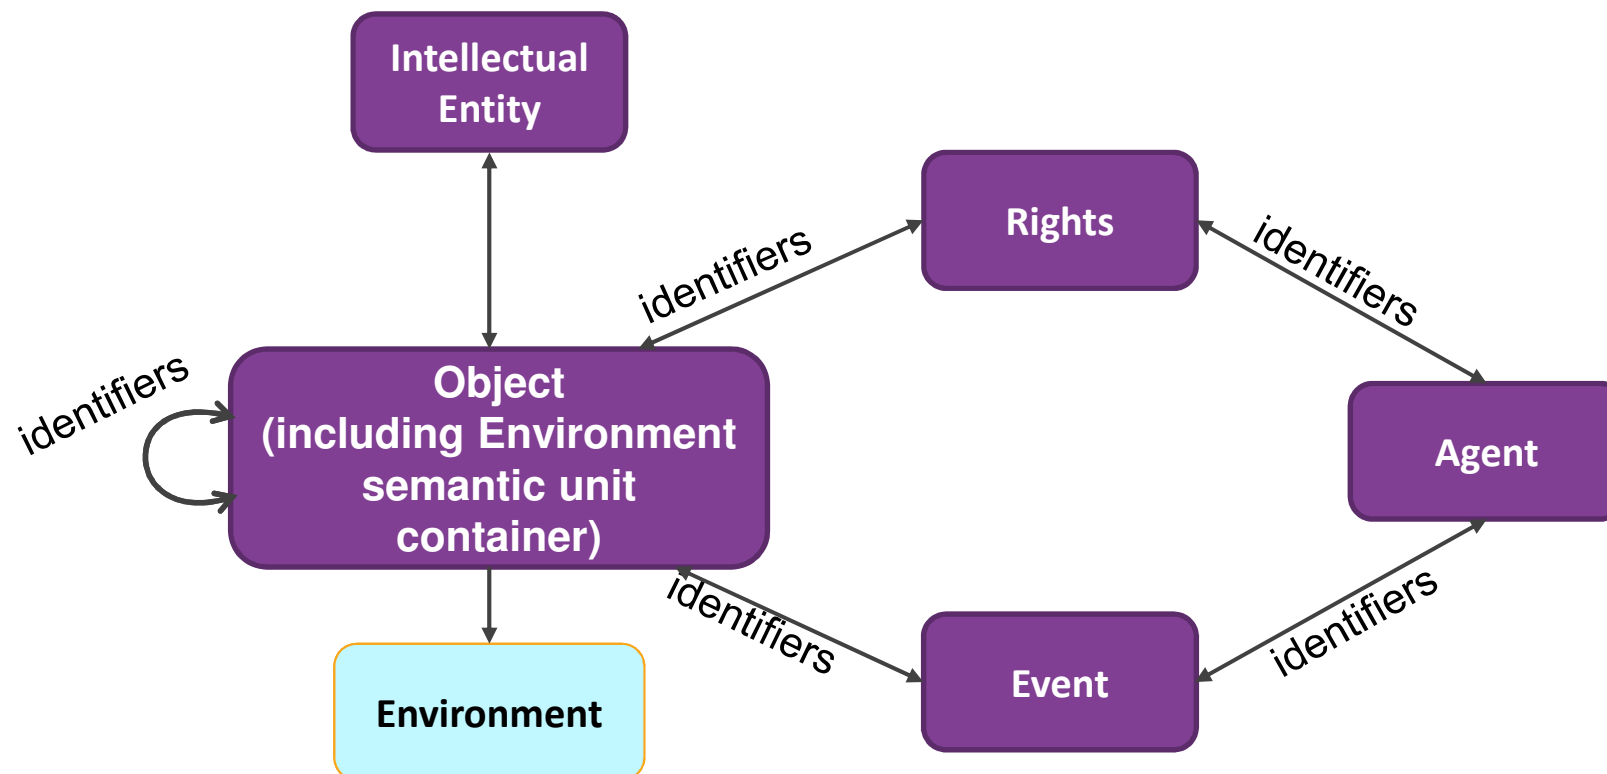 Intellectual
Entity
Rights
identifiers
identifiers
identifiers
Object
(including Environment
semantic unit
container)
Agent
identifiers
identifiers
Event
Environment